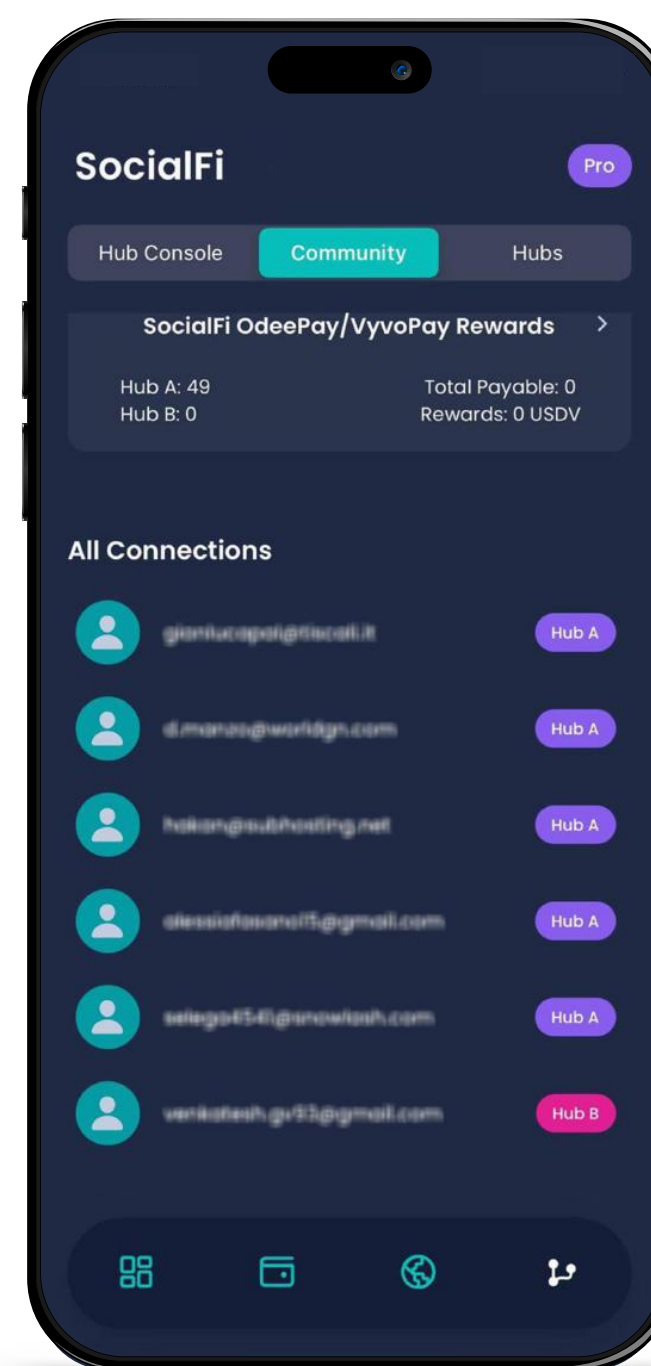 SocialFi
Pro
Hub Console
Community
Hubs
SocialFi OdeePay/VyvoPay Rewards
Hub A: 49
Total Payable: 0
Hub B: 0
Rewards: 0 USDV
All Connections
Hub A
Hub A
Hub A
Hub A
Hub A
Hub B